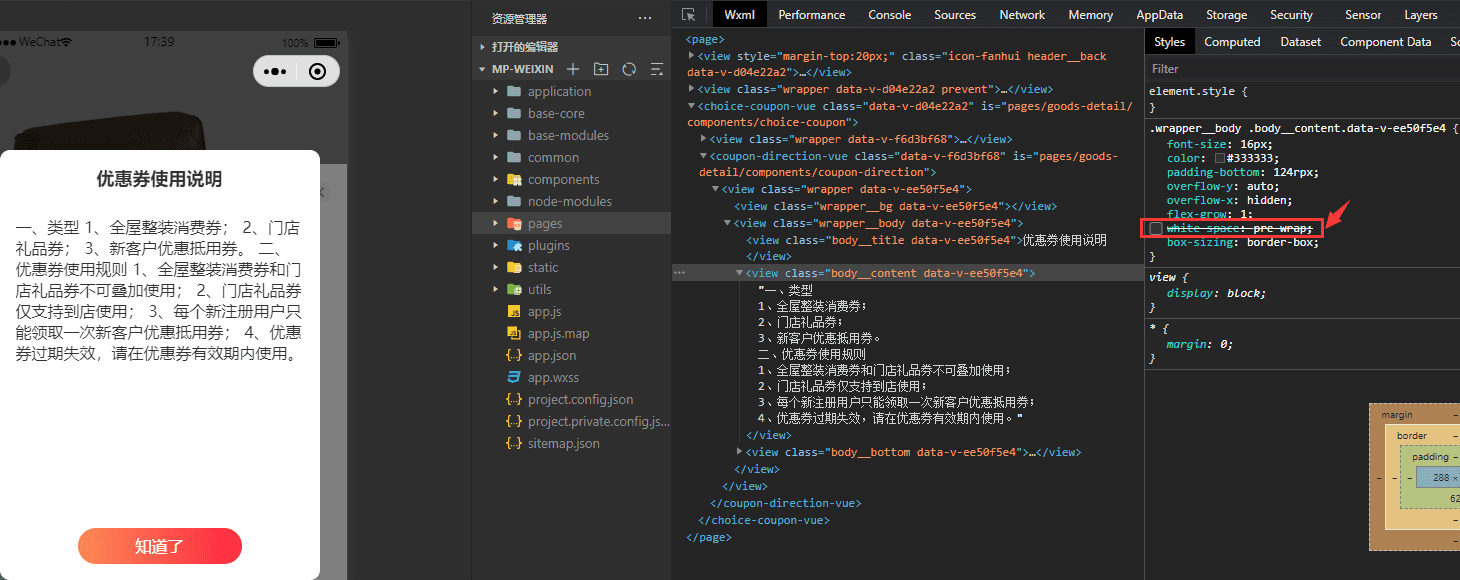 WeChat
17:39
100%
优惠券使用说明
一、类型 1、全屋整装消费券； 2、门店
礼品券； 3、新客户优惠抵用券。 二、
优惠券使用规则 1、全屋整装消费券和门
店礼品券不可叠加使用； 2、门店礼品券
仅支持到店使用； 3、每个新注册用户只
能领取一次新客户优惠抵用券； 4、优惠
券过期失效，请在优惠券有效期内使用。
知道了
资源管理器
打开的编辑器
MP-WEIXIN
application
base-core
base-modules
common
components
node-modules
pages
plugins
static
utils
app.js
app.js.map
app.json
app.wxss
project.config.json
project.private.config.js...
sitemap.json
Wxml Performance Console Sources Network Memory AppData Storage Security Sensor Layers
<page>
<view style="margin-top:20px;" class="icon-fanhui header__back
data-v-d04e22a2">…</view>
<view class="wrapper data-v-d04e22a2 prevent">…</view>
<choice-coupon-vue class="data-v-d04e22a2" is="pages/goods-detail/
components/choice-coupon">
<view class="wrapper data-v-f6d3bf68">…</view>
<coupon-direction-vue class="data-v-f6d3bf68" is="pages/goods-
detail/components/coupon-direction">
<view class="wrapper data-v-ee50f5e4">
<view class="wrapper__bg data-v-ee50f5e4"></view>
<view class="wrapper__body data-v-ee50f5e4">
<view class="body__title data-v-ee50f5e4">优惠券使用说明
</view>
<view class="body__content data-v-ee50f5e4">
"一、类型
1、全屋整装消费券；
2、门店礼品券；
3、新客户优惠抵用券。
二、优惠券使用规则
1、全屋整装消费券和门店礼品券不可叠加使用；
2、门店礼品券仅支持到店使用；
3、每个新注册用户只能领取一次新客户优惠抵用券；
4、优惠券过期失效，请在优惠券有效期内使用。"
</view>
<view class="body__bottom data-v-ee50f5e4">…</view>
</view>
</view>
</coupon-direction-vue>
</choice-coupon-vue>
</page>
Styles Computed Dataset Component Data Sc
Filter
element.style {
}
.wrapper__body .body__content.data-v-ee50f5e4 {
font-size: 16px;
color: #333333;
padding-bottom: 124rpx;
overflow-y: auto;
overflow-x: hidden;
flex-grow: 1;
white-space: pre-wrap;
box-sizing: border-box;
}
view {
display: block;
}
* {
margin: 0;
}
margin –
border –
padding –
– – – 288 ×
62
–
–